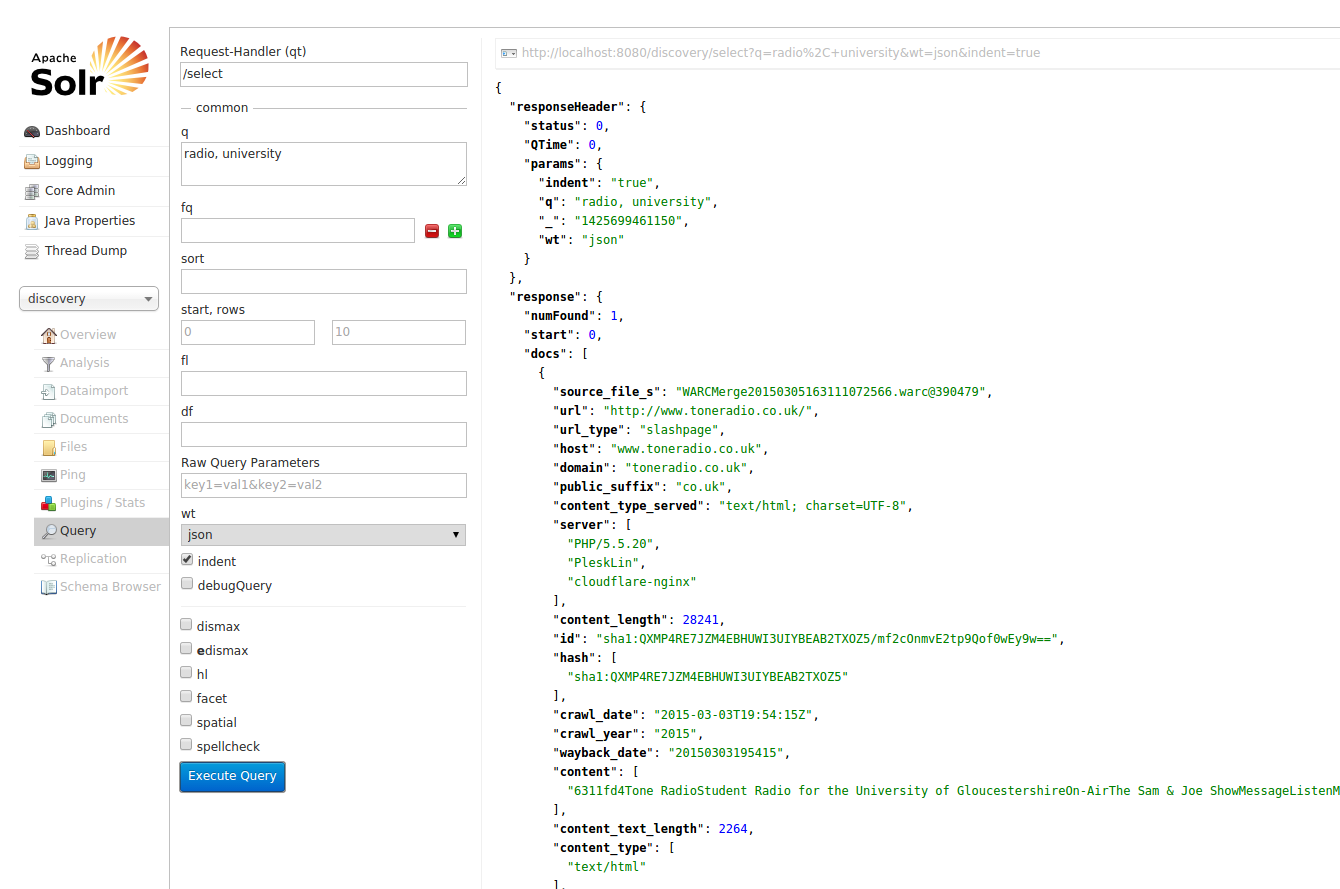 Apache
Solr
Dashboard
Logging
Core Admin
Java Properties
Thread Dump
discovery
Overview
Analysis
Dataimport
Documents
Files
Ping
Plugins / Stats
Query
Replication
Schema Browser
Request-Handler (qt)
/select
common
q
radio, university
fq
sort
start, rows
0 10
fl
df
Raw Query Parameters
key1=val1&key2=val2
wt
json
indent
debugQuery
dismax
edismax
hl
facet
spatial
spellcheck
Execute Query
http://localhost:8080/discovery/select?q=radio%2C+university&wt=json&indent=true
{
"responseHeader": {
"status": 0,
"QTime": 0,
"params": {
"indent": "true",
"q": "radio, university",
"_": "1425699461150",
"wt": "json"
}
},
"response": {
"numFound": 1,
"start": 0,
"docs": [
{
"source_file_s": "WARCMerge20150305163111072566.warc@390479",
"url": "http://www.toneradio.co.uk/",
"url_type": "slashpage",
"host": "www.toneradio.co.uk",
"domain": "toneradio.co.uk",
"public_suffix": "co.uk",
"content_type_served": "text/html; charset=UTF-8",
"server": [
"PHP/5.5.20",
"PleskLin",
"cloudflare-nginx"
],
"content_length": 28241,
"id": "sha1:QXMP4RE7JZM4EBHUWI3UIYBEAB2TXOZ5/mf2cOnmvE2tp9Qof0wEy9w==",
"hash": [
"sha1:QXMP4RE7JZM4EBHUWI3UIYBEAB2TXOZ5"
],
"crawl_date": "2015-03-03T19:54:15Z",
"crawl_year": "2015",
"wayback_date": "20150303195415",
"content": [
"6311fd4Tone RadioStudent Radio for the University of GloucestershireOn-AirThe Sam & Joe ShowMessageListenM
],
"content_text_length": 2264,
"content_type": [
"text/html"
],